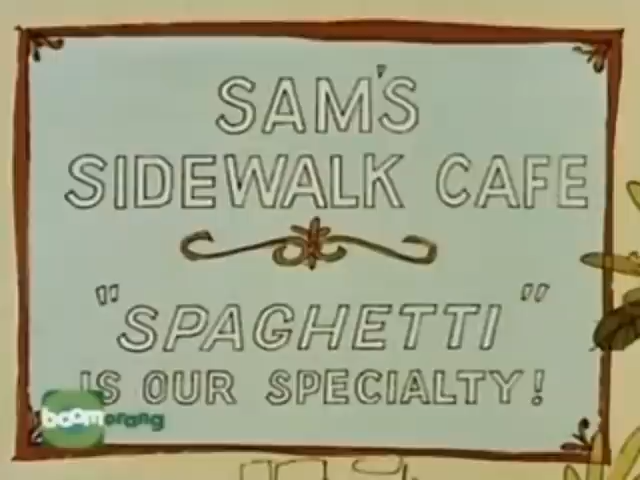 SAM'S
SIDEWALK CAFE
"SPAGHETTI"
IS OUR SPECIALTY!
boomerang